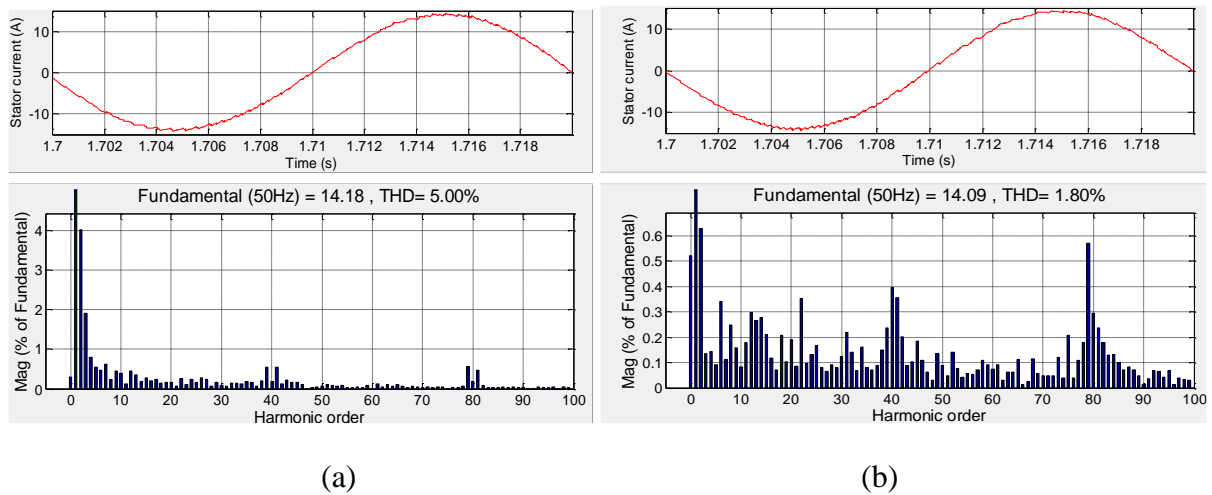 Stator current (A)
10
0
-10
1.7 1.702 1.704 1.706 1.708 1.71 1.712 1.714 1.716 1.718
Time (s)
Fundamental (50Hz) = 14.18 , THD= 5.00%
Mag (% of Fundamental)
4
3
2
1
0
0 10 20 30 40 50 60 70 80 90 100
Harmonic order
(a)
Stator current (A)
10
0
-10
1.7 1.702 1.704 1.706 1.708 1.71 1.712 1.714 1.716 1.718
Time (s)
Fundamental (50Hz) = 14.09 , THD= 1.80%
Mag (% of Fundamental)
0.6
0.5
0.4
0.3
0.2
0.1
0
0 10 20 30 40 50 60 70 80 90 100
Harmonic order
(b)